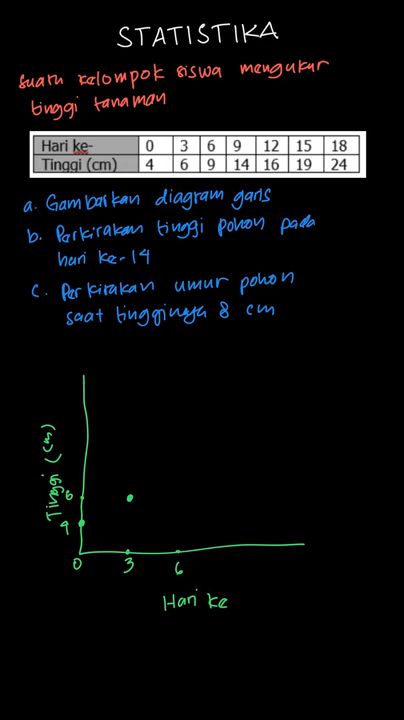 STATISTIKA
Suatu kelompok siswa mengukur
tinggi tanaman
Hari ke- 0 3 6 9 12 15 18
Tinggi (cm) 4 6 9 14 16 19 24
a. Gambarkan diagram garis
b. Perkirakan tinggi pohon pada
hari ke-14
c. Perkirakan umur pohon
saat tingginya 8 cm
Tinggi (cm)
6
4
0 3 6
Hari ke